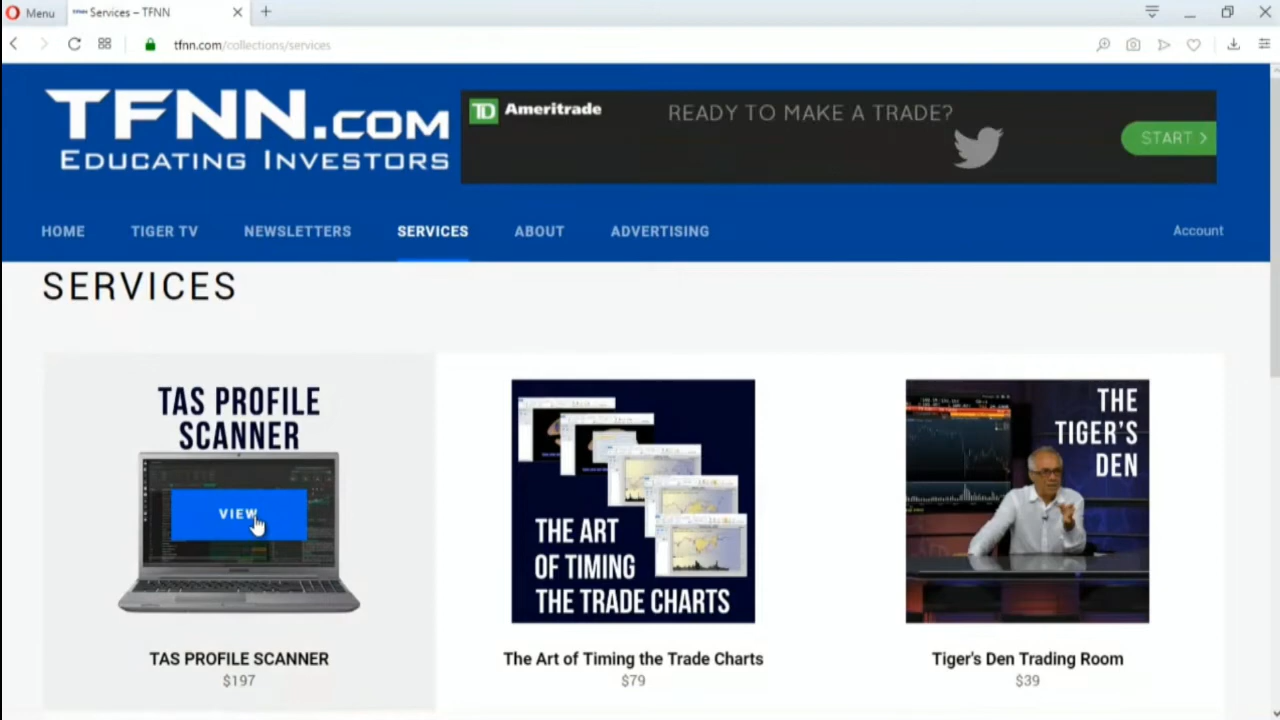 Menu
Services – TFNN
tfnn.com/collections/services
TFNN.COM
EDUCATING INVESTORS
TD Ameritrade
READY TO MAKE A TRADE?
START >
HOME
TIGER TV
NEWSLETTERS
SERVICES
ABOUT
ADVERTISING
Account
SERVICES
TAS PROFILE
SCANNER
VIEW
TAS PROFILE SCANNER
$197
THE ART
OF TIMING
THE TRADE CHARTS
The Art of Timing the Trade Charts
$79
THE
TIGER'S
DEN
Tiger's Den Trading Room
$39